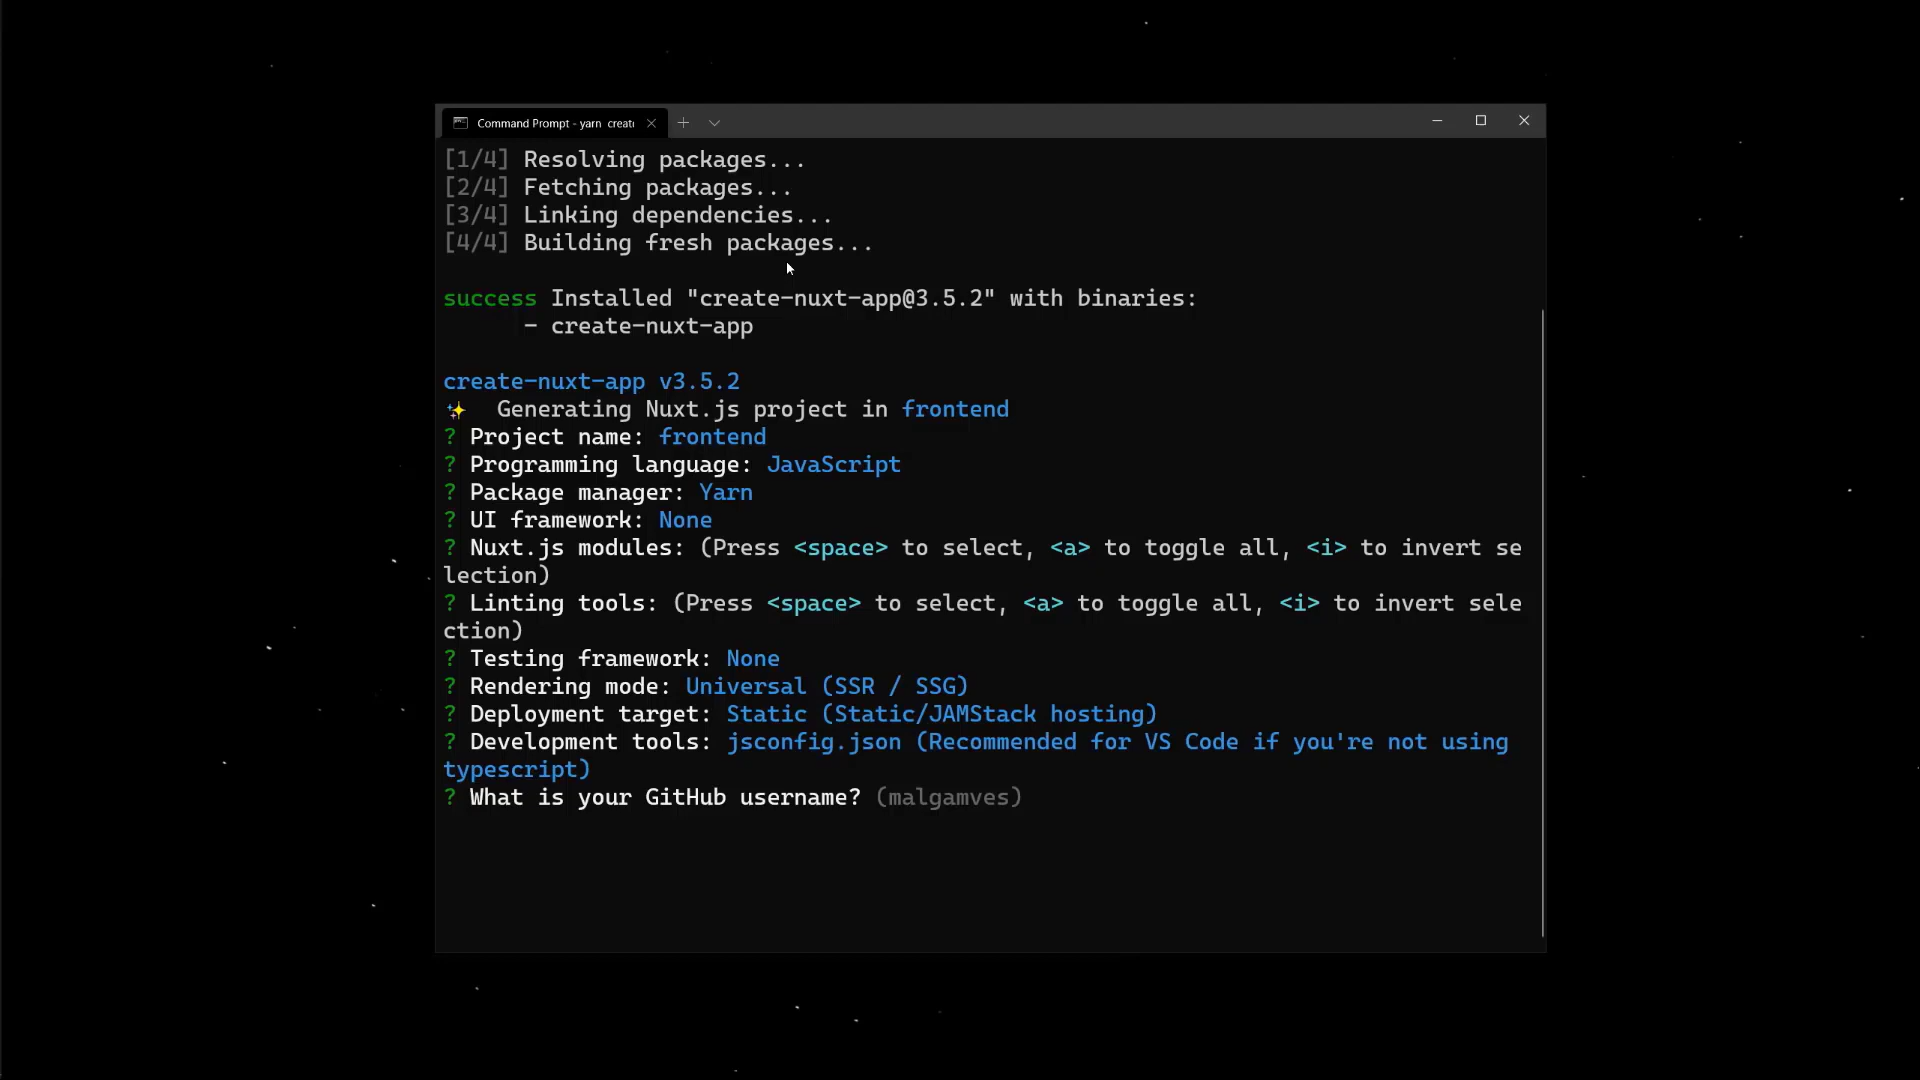 Command Prompt - yarn  creat
[1/4] Resolving packages...
[2/4] Fetching packages...
[3/4] Linking dependencies...
[4/4] Building fresh packages...
success Installed "create-nuxt-app@3.5.2" with binaries:
- create-nuxt-app
create-nuxt-app v3.5.2
✨  Generating Nuxt.js project in frontend
? Project name: frontend
? Programming language: JavaScript
? Package manager: Yarn
? UI framework: None
? Nuxt.js modules: (Press <space> to select, <a> to toggle all, <i> to invert se
lection)
? Linting tools: (Press <space> to select, <a> to toggle all, <i> to invert sele
ction)
? Testing framework: None
? Rendering mode: Universal (SSR / SSG)
? Deployment target: Static (Static/JAMStack hosting)
? Development tools: jsconfig.json (Recommended for VS Code if you're not using
typescript)
? What is your GitHub username? (malgamves)